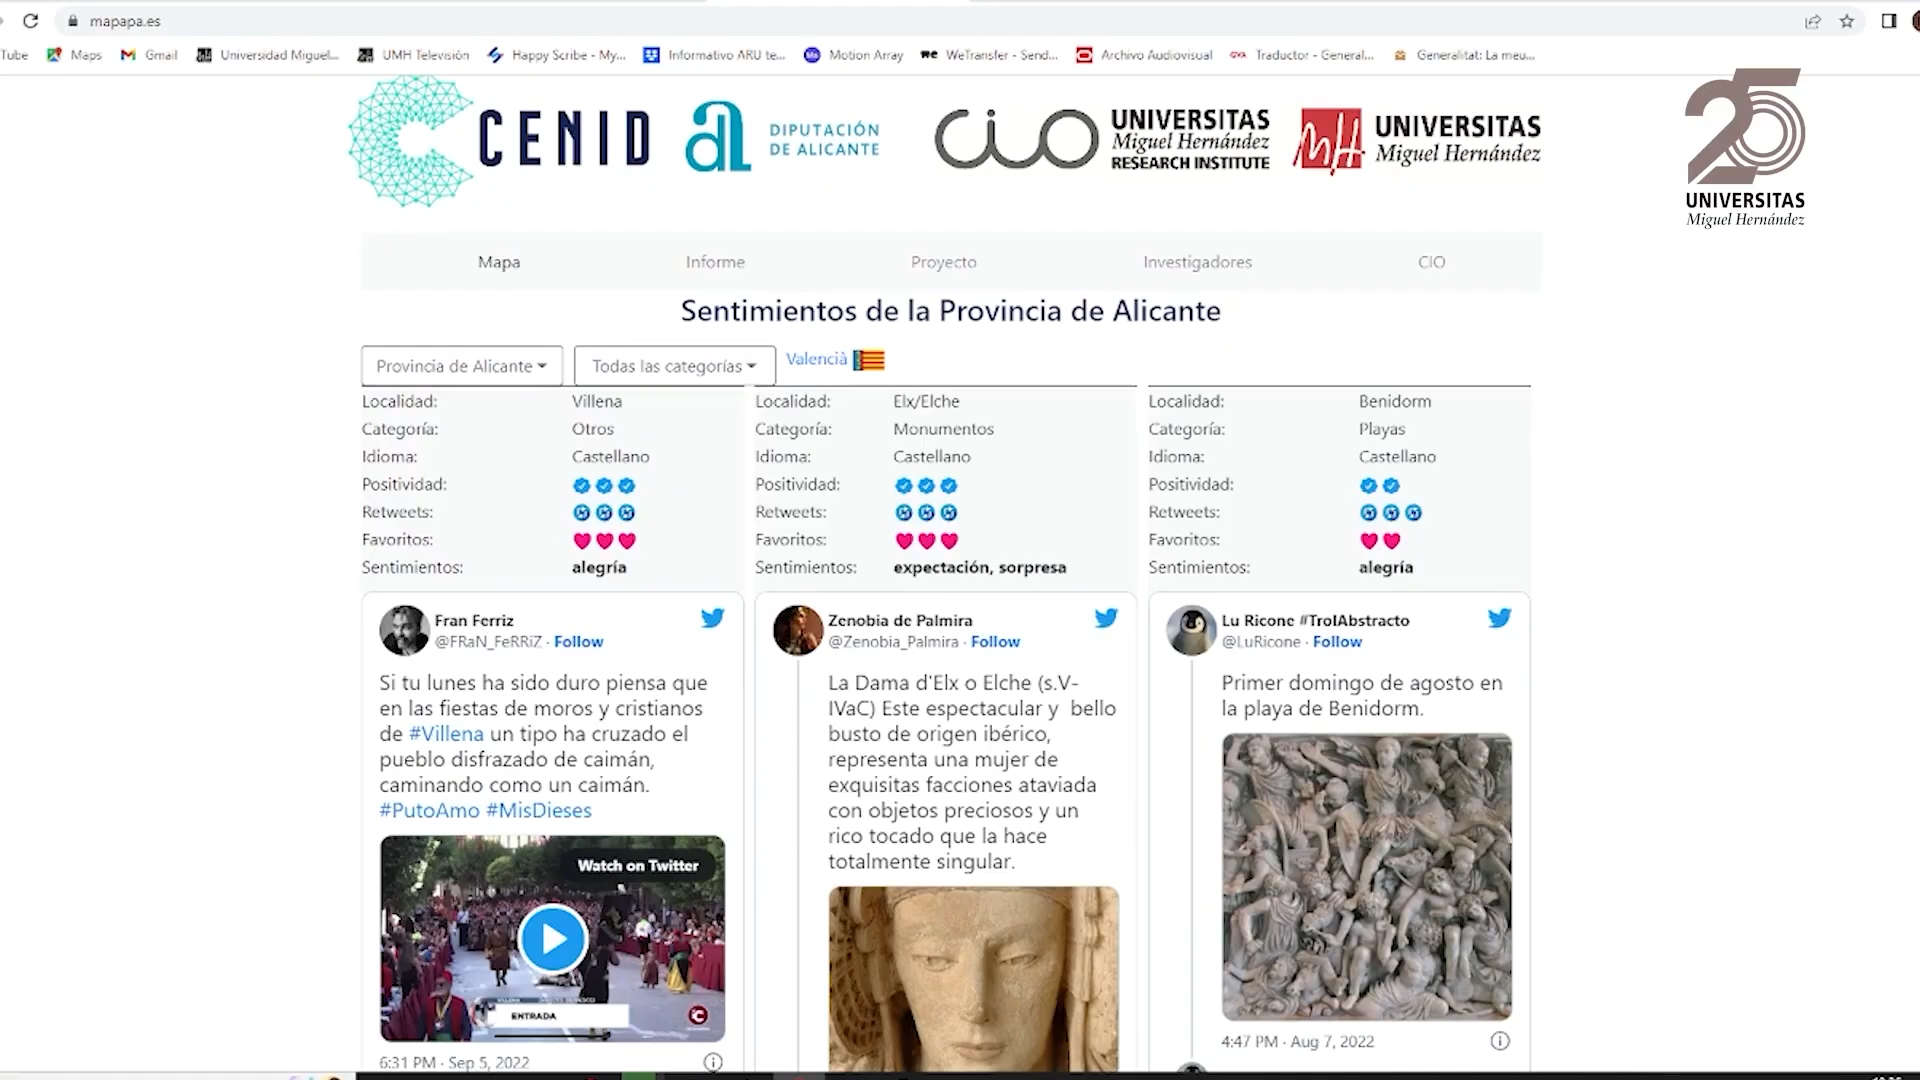 mapapa.es
Tube
Maps
Gmail
Universidad Miguel...
UMH Televisión
Happy Scribe - My...
Informativo ARU te...
Motion Array
WeTransfer - Send...
Archivo Audiovisual
Traductor - General...
Generalitat: La meu...
CENID
DIPUTACIÓN
DE ALICANTE
cio
UNIVERSITAS
Miguel Hernández
RESEARCH INSTITUTE
UNIVERSITAS
Miguel Hernández
25
UNIVERSITAS
Miguel Hernández
Mapa
Informe
Proyecto
Investigadores
CIO
Sentimientos de la Provincia de Alicante
Provincia de Alicante
Todas las categorías
Valencià
Localidad: Villena
Categoría: Otros
Idioma: Castellano
Positividad:
Retweets:
Favoritos:
Sentimientos: alegría
Fran Ferriz
@FRaN_FeRRiZ · Follow
Si tu lunes ha sido duro piensa que
en las fiestas de moros y cristianos
de #Villena un tipo ha cruzado el
pueblo disfrazado de caimán,
caminando como un caimán.
#PutoAmo #MisDieses
Watch on Twitter
ENTRADA
6:31 PM · Sep 5, 2022
Localidad: Elx/Elche
Categoría: Monumentos
Idioma: Castellano
Positividad:
Retweets:
Favoritos:
Sentimientos: expectación, sorpresa
Zenobia de Palmira
@Zenobia_Palmira · Follow
La Dama d'Elx o Elche (s.V-
IVaC) Este espectacular y bello
busto de origen ibérico,
representa una mujer de
exquisitas facciones ataviada
con objetos preciosos y un
rico tocado que la hace
totalmente singular.
Localidad: Benidorm
Categoría: Playas
Idioma: Castellano
Positividad:
Retweets:
Favoritos:
Sentimientos: alegría
Lu Ricone #TrolAbstracto
@LuRicone · Follow
Primer domingo de agosto en
la playa de Benidorm.
4:47 PM · Aug 7, 2022